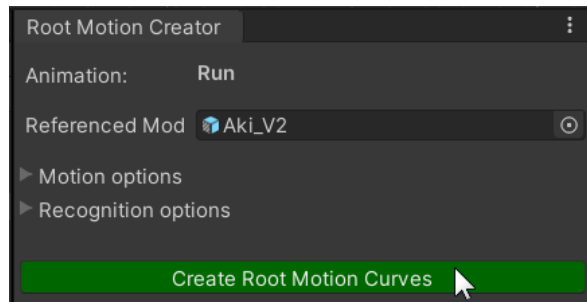 Root Motion Creator
Animation: Run
Referenced Mod Aki_V2
Motion options
Recognition options
Create Root Motion Curves